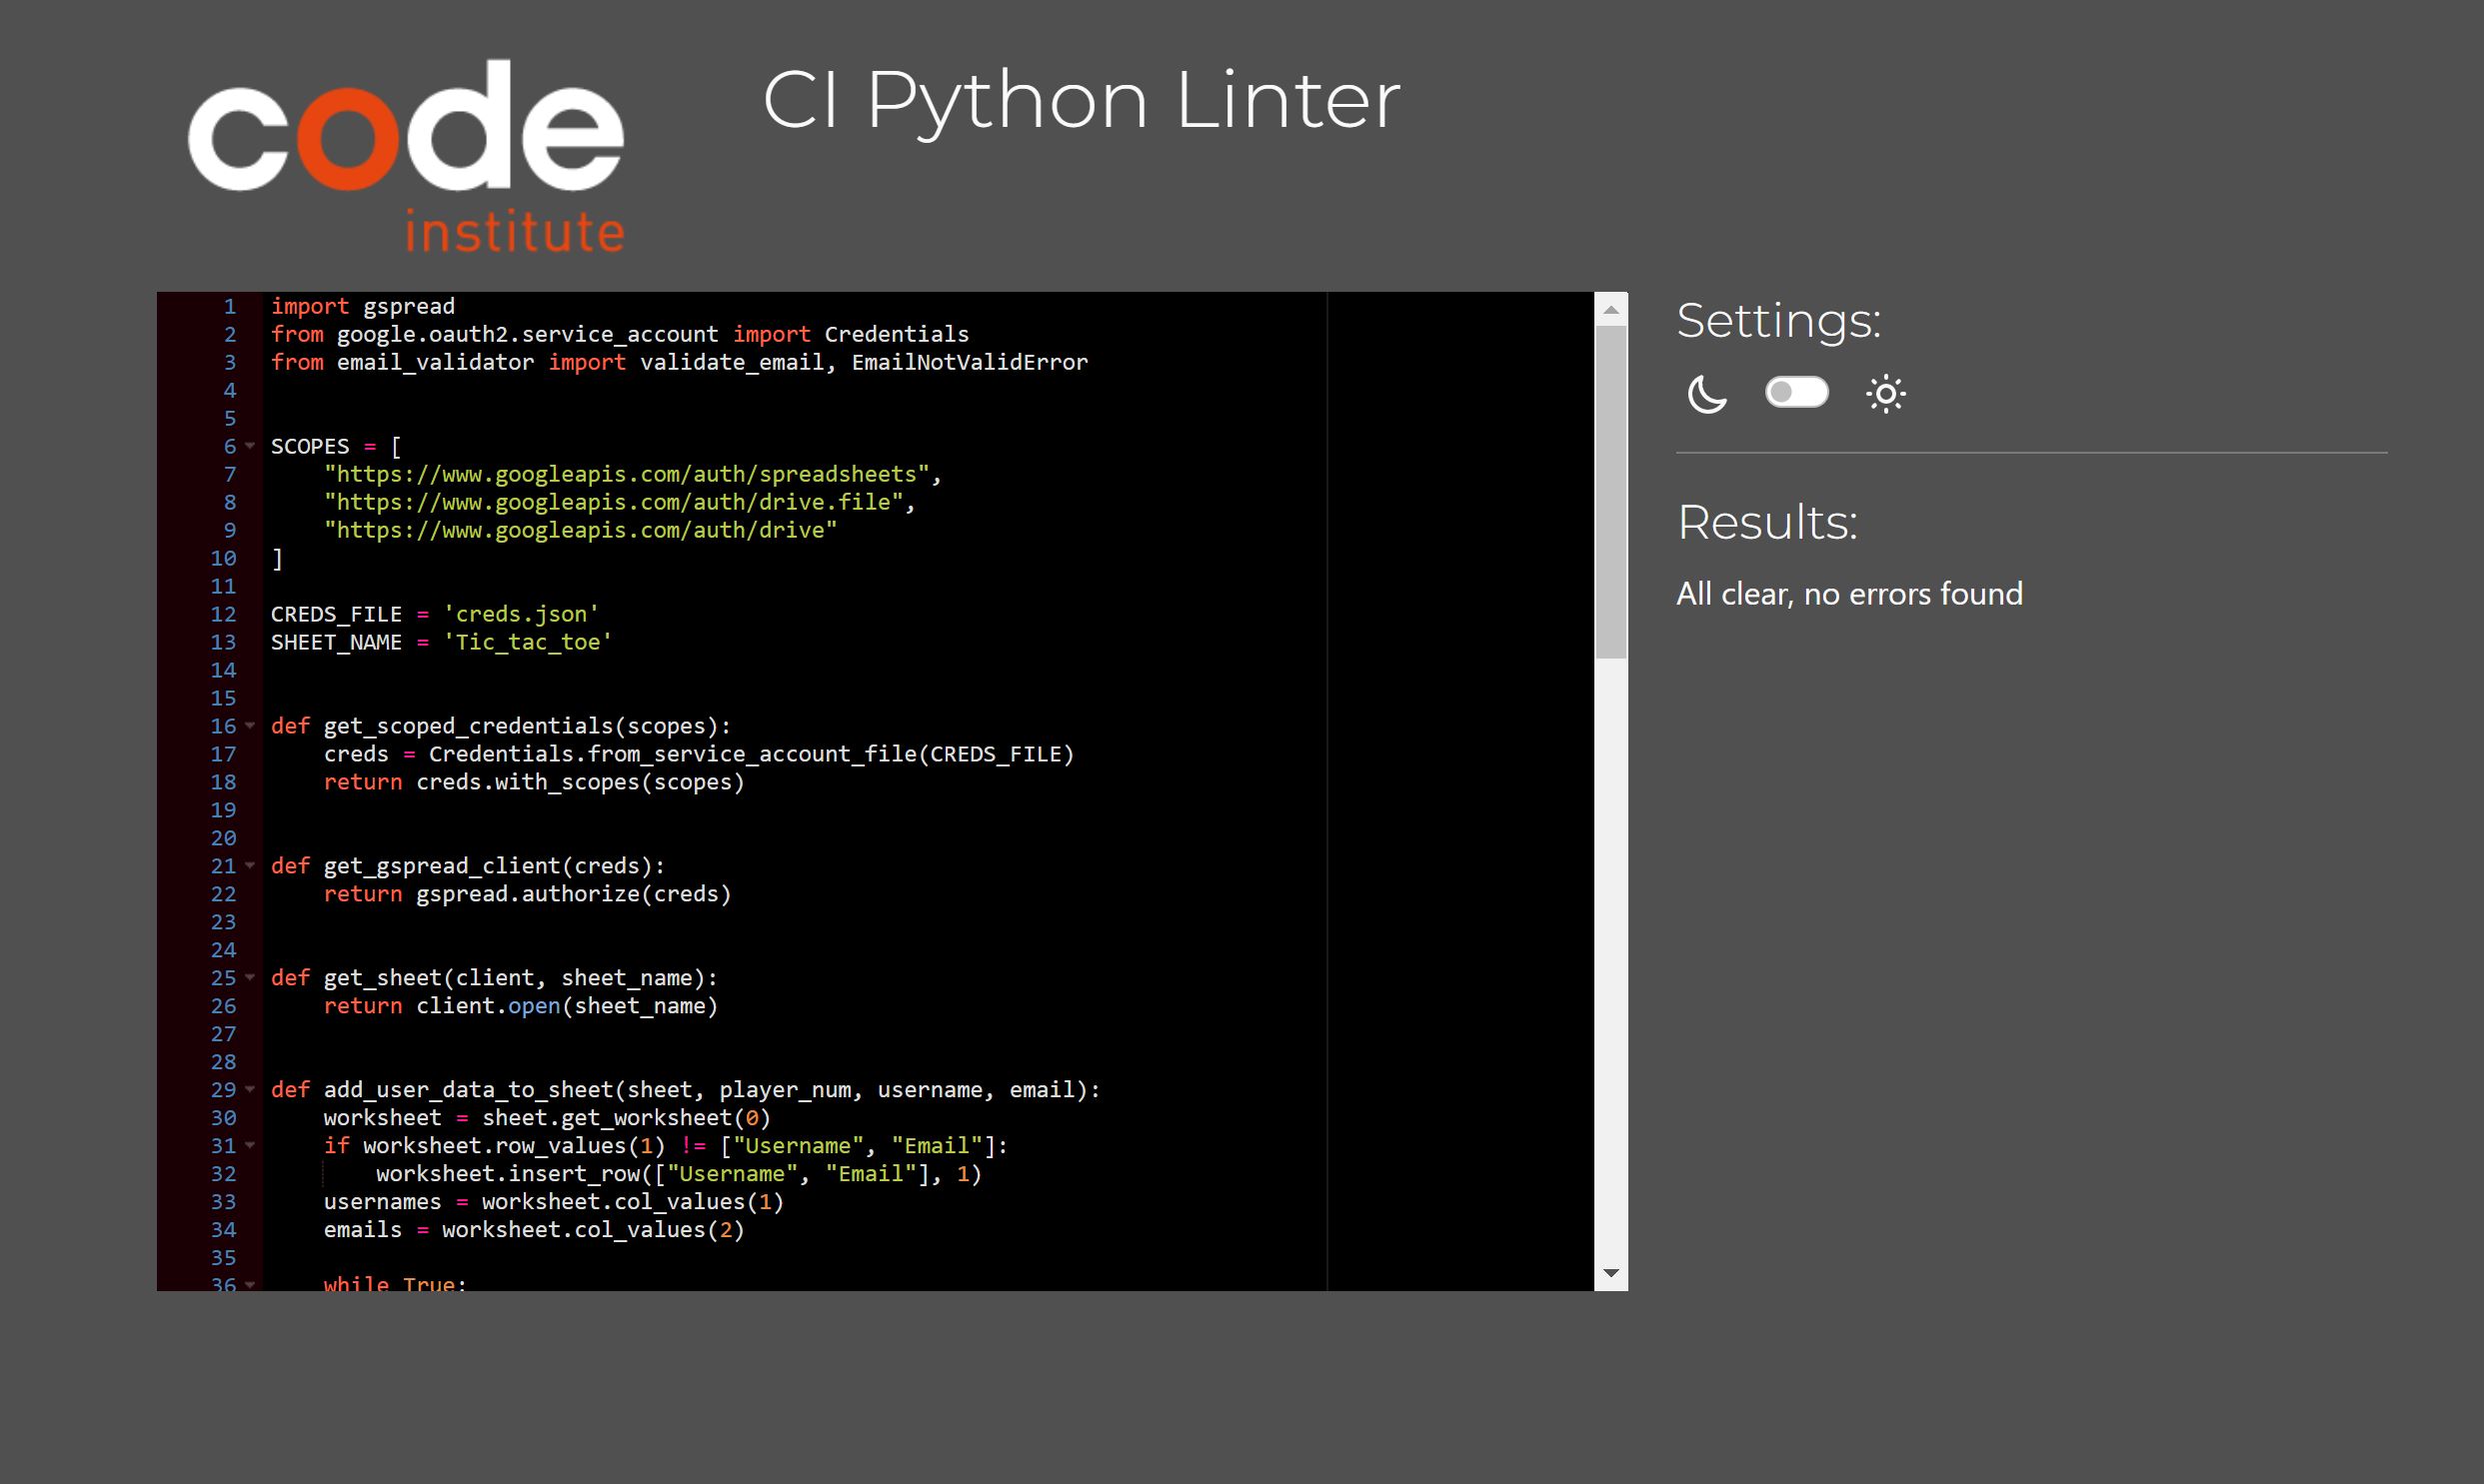 code
institute
CI Python Linter
1 import gspread
2 from google.oauth2.service_account import Credentials
3 from email_validator import validate_email, EmailNotValidError
4
5
6 SCOPES = [
7     "https://www.googleapis.com/auth/spreadsheets",
8     "https://www.googleapis.com/auth/drive.file",
9     "https://www.googleapis.com/auth/drive"
10 ]
11
12 CREDS_FILE = 'creds.json'
13 SHEET_NAME = 'Tic_tac_toe'
14
15
16 def get_scoped_credentials(scopes):
17     creds = Credentials.from_service_account_file(CREDS_FILE)
18     return creds.with_scopes(scopes)
19
20
21 def get_gspread_client(creds):
22     return gspread.authorize(creds)
23
24
25 def get_sheet(client, sheet_name):
26     return client.open(sheet_name)
27
28
29 def add_user_data_to_sheet(sheet, player_num, username, email):
30     worksheet = sheet.get_worksheet(0)
31     if worksheet.row_values(1) != ["Username", "Email"]:
32         worksheet.insert_row(["Username", "Email"], 1)
33     usernames = worksheet.col_values(1)
34     emails = worksheet.col_values(2)
35
36     while True:
Settings:
Results:
All clear, no errors found